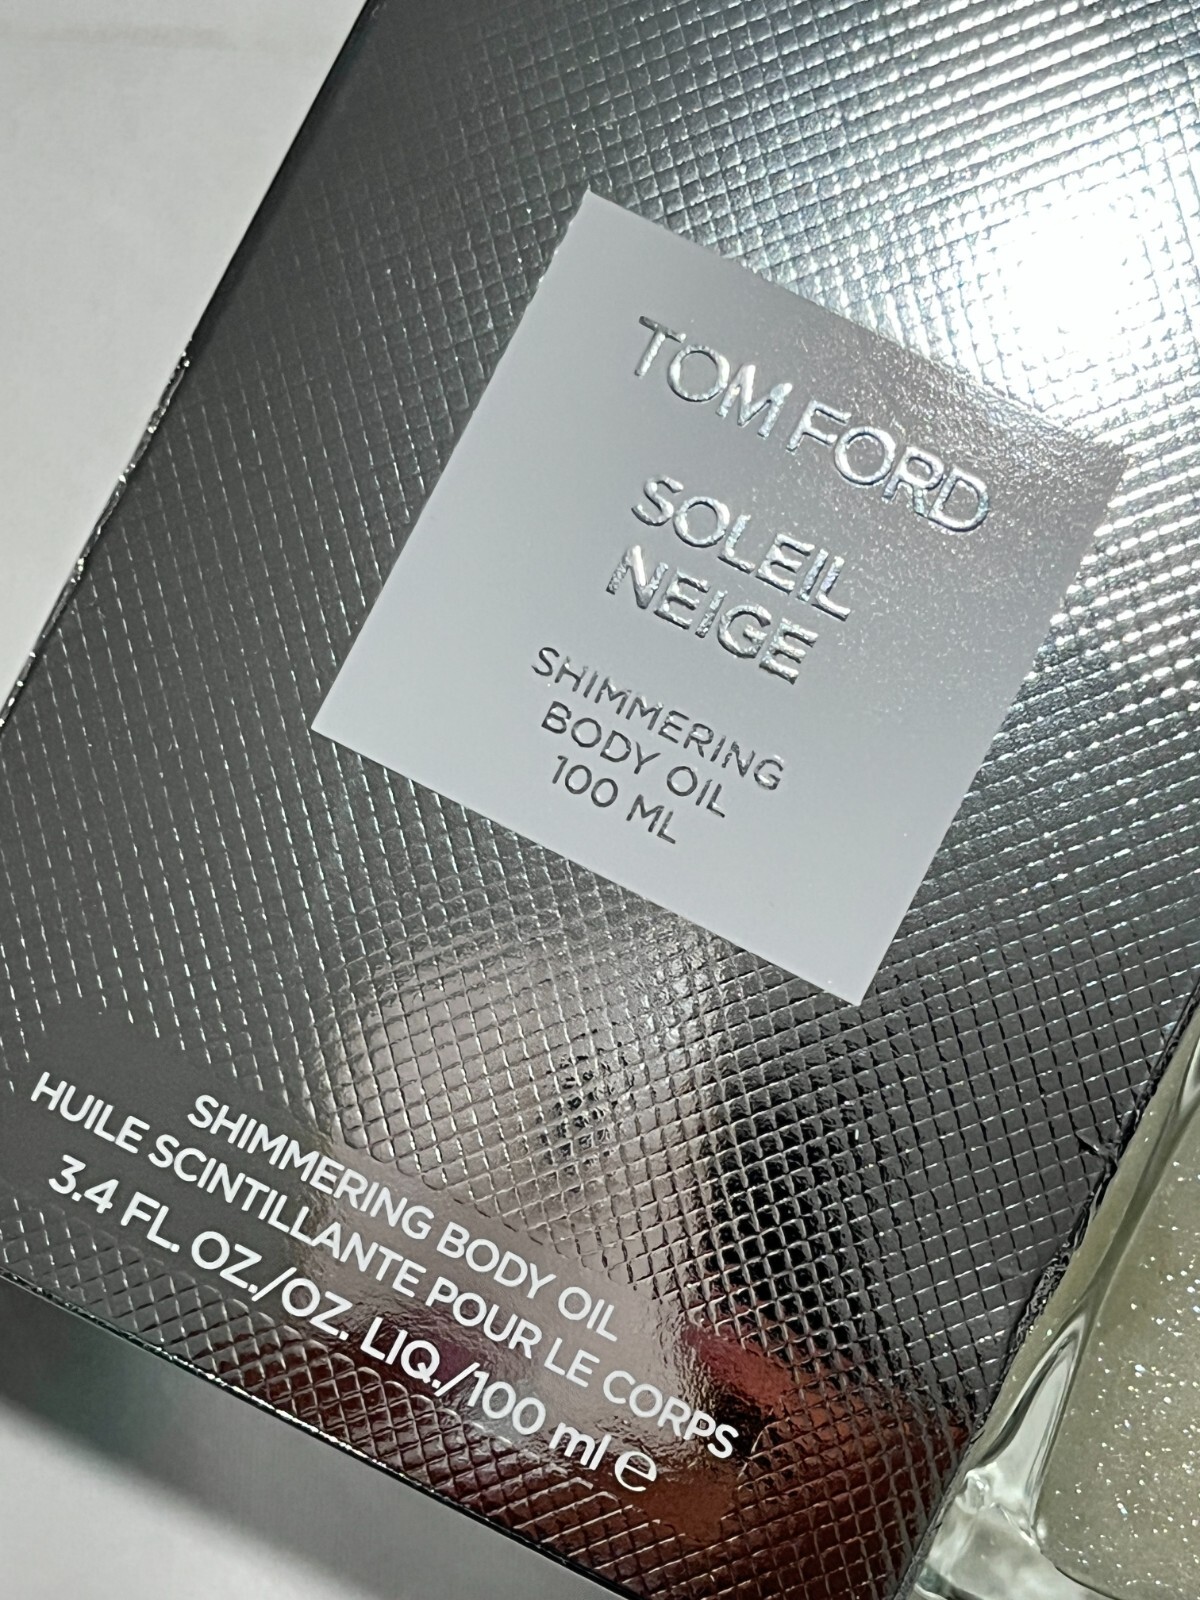 TOM FORD
SOLEIL
NEIGE
SHIMMERING
BODY OIL
100 ML
SHIMMERING BODY OIL
HUILE SCINTILLANTE POUR LE CORPS
3.4 FL. OZ./OZ. LIQ./100 ml ℮